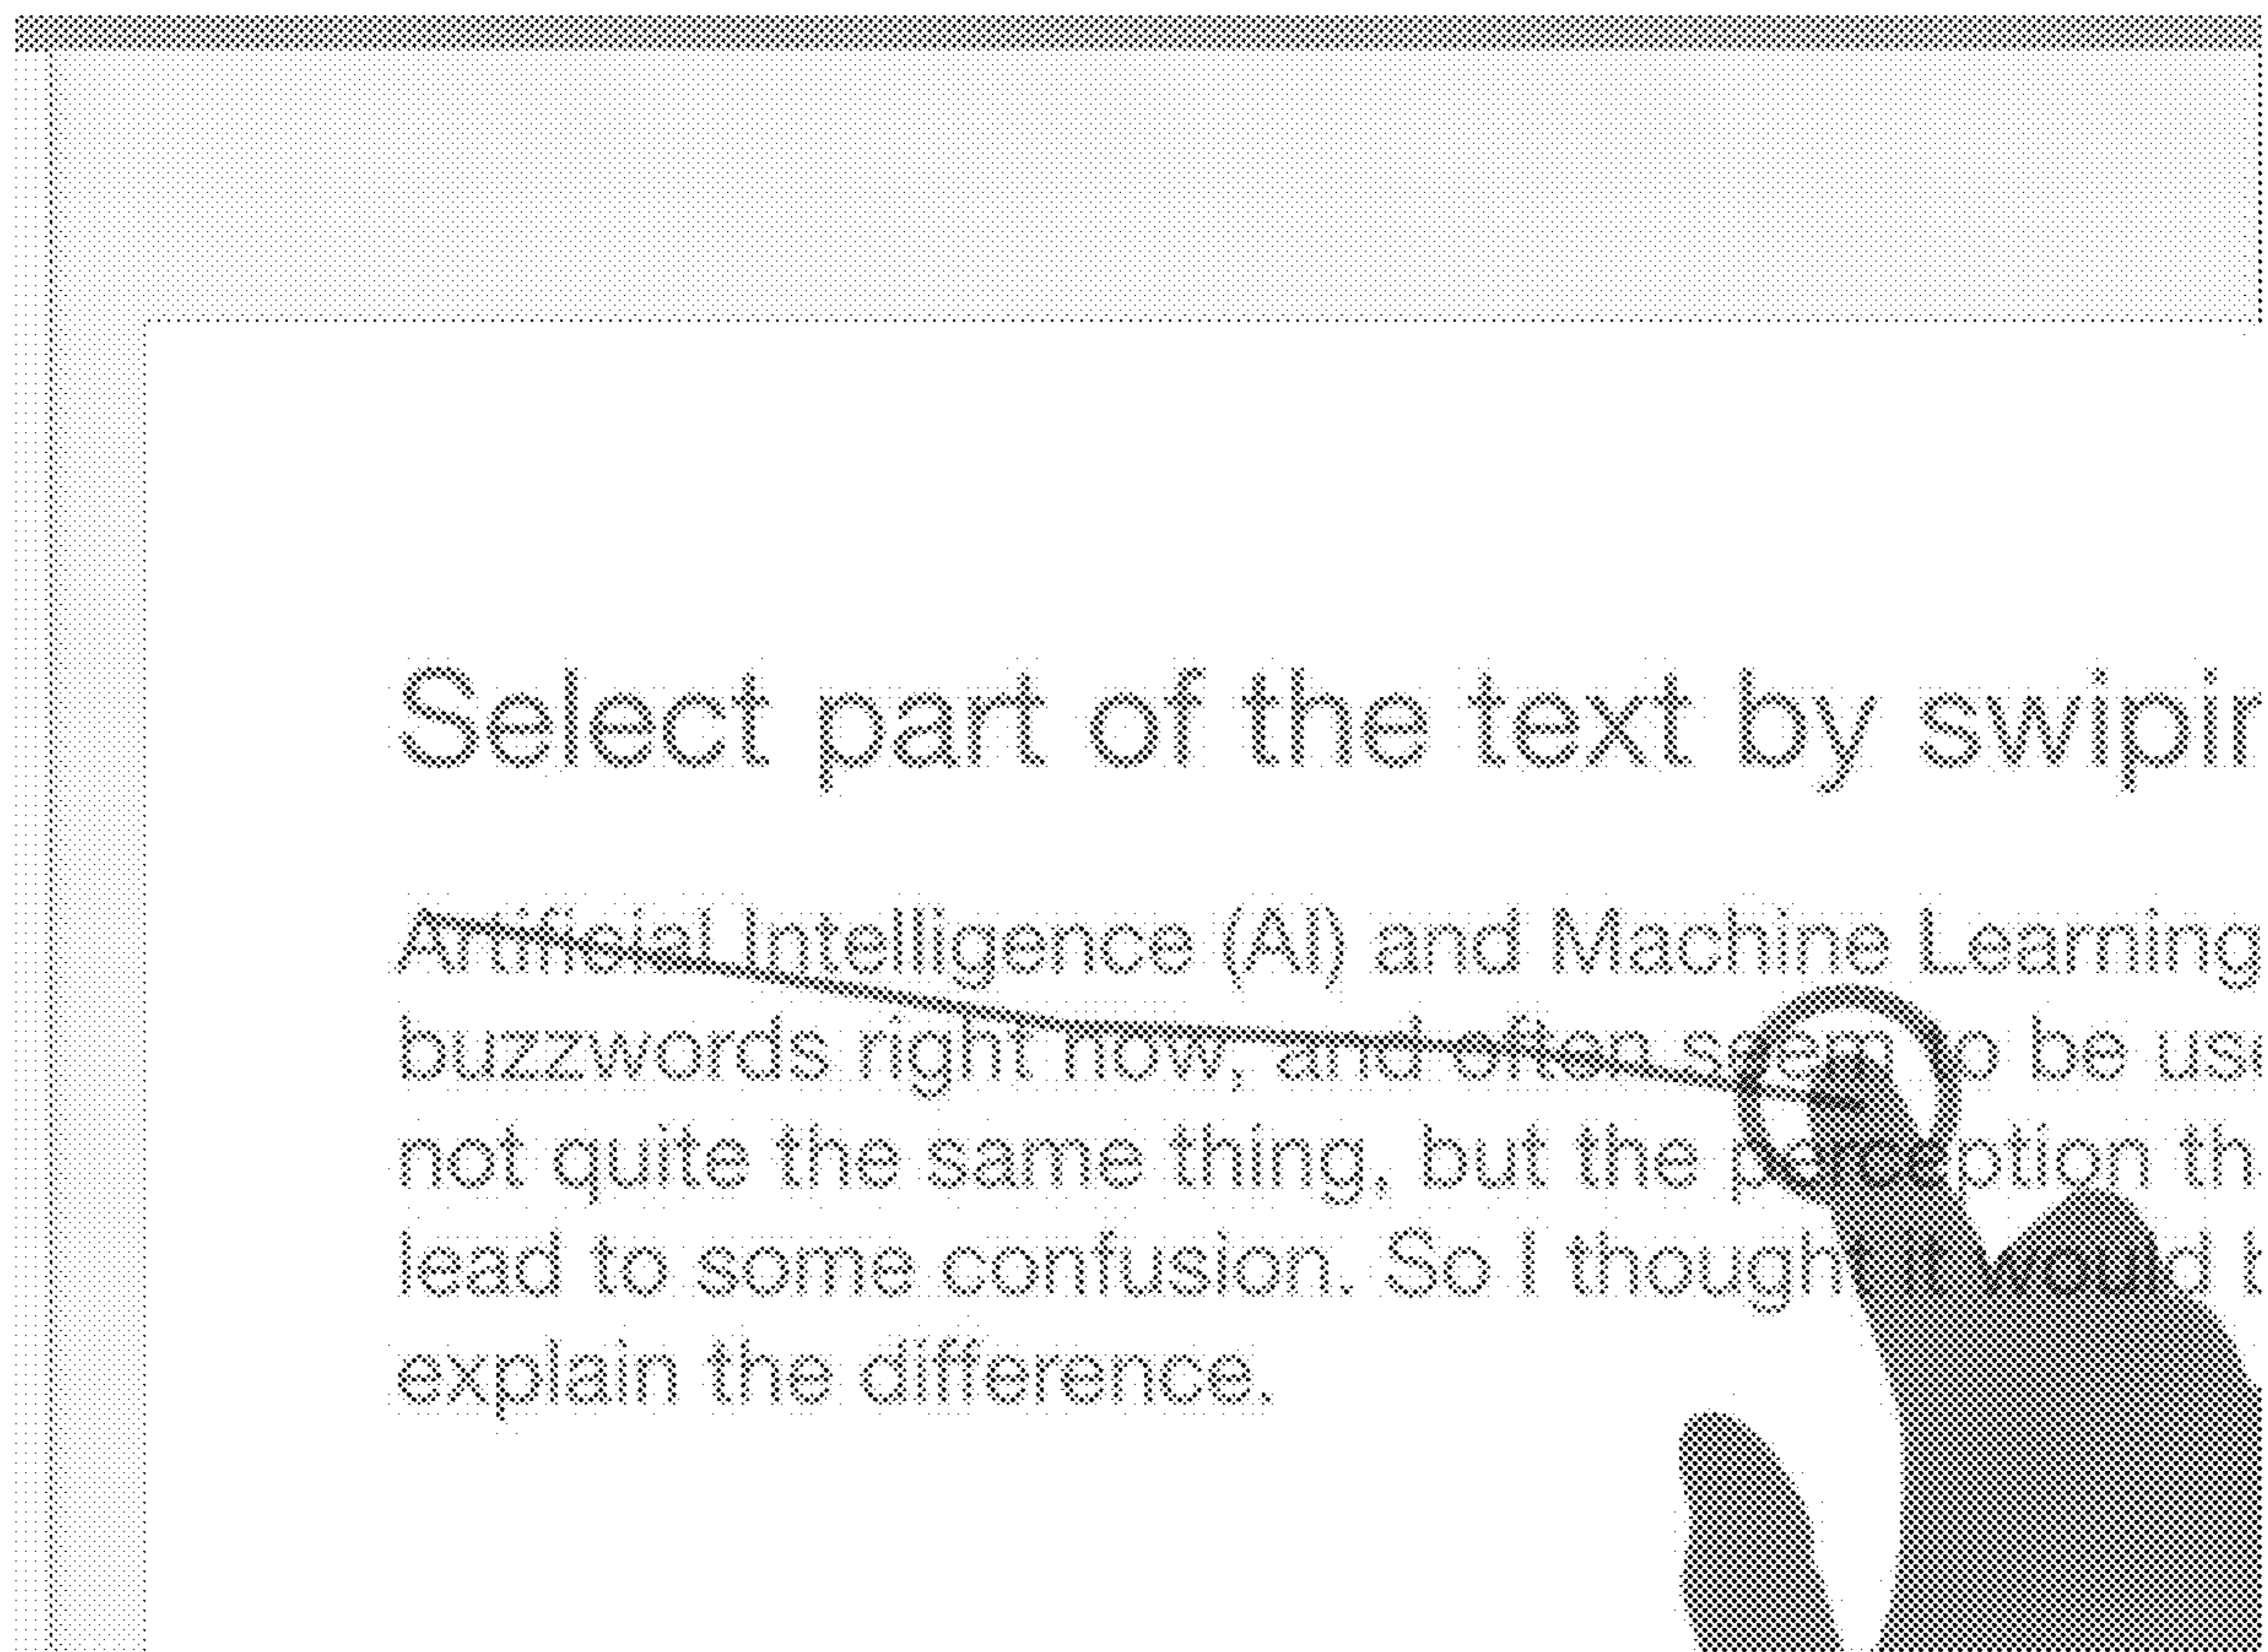 Select part of the text by swipir
Artificial Intelligence (AI) and Machine Learning
buzzwords right now, and often seem to be us
not quite the same thing, but the perception th
lead to some confusion. So I thought it would t
explain the difference.